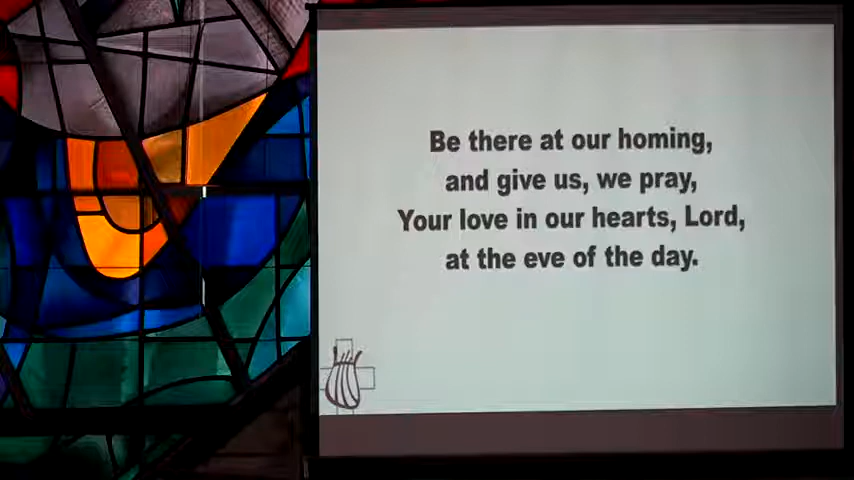 Be there at our homing,
and give us, we pray,
Your love in our hearts, Lord,
at the eve of the day.